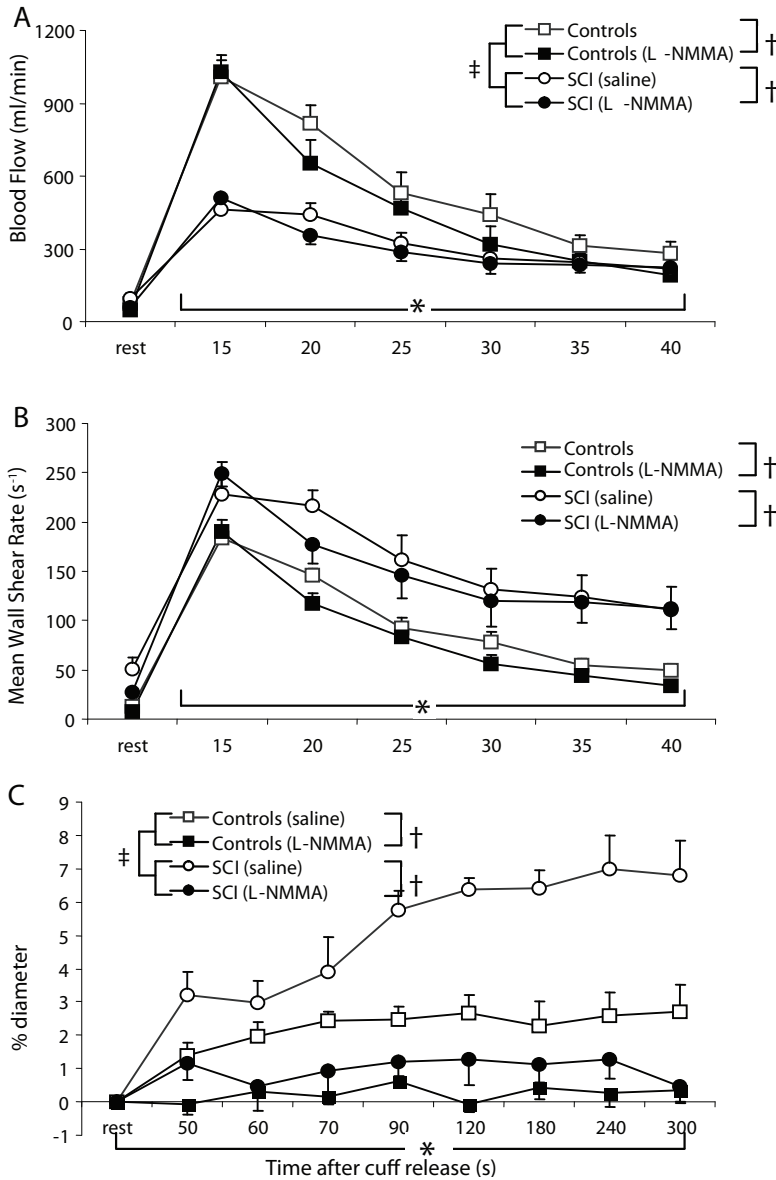 A
Blood Flow (ml/min)
1200
900
600
300
0
Controls
Controls (L -NMMA)
SCI (saline)
SCI (L -NMMA)
‡
†
†
*
rest 15 20 25 30 35 40
B
Mean Wall Shear Rate (s⁻¹)
300
250
200
150
100
50
0
Controls
Controls (L-NMMA)
SCI (saline)
SCI (L-NMMA)
†
†
*
rest 15 20 25 30 35 40
C
% diameter
9
8
7
6
5
4
3
2
1
0
-1
Controls (saline)
Controls (L-NMMA)
SCI (saline)
SCI (L-NMMA)
‡
†
†
rest 50 60 70 90 120 180 240 300
*
Time after cuff release (s)